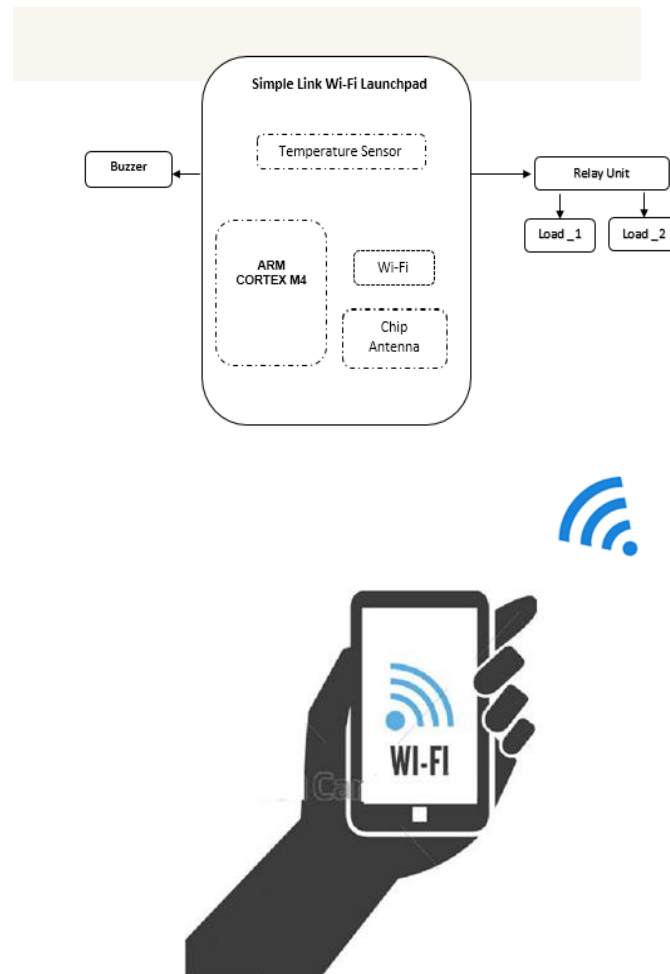 Simple Link Wi-Fi Launchpad
Temperature Sensor
Buzzer
Relay Unit
Load _1
Load _2
ARM
CORTEX M4
Wi-Fi
Chip
Antenna
WI-FI